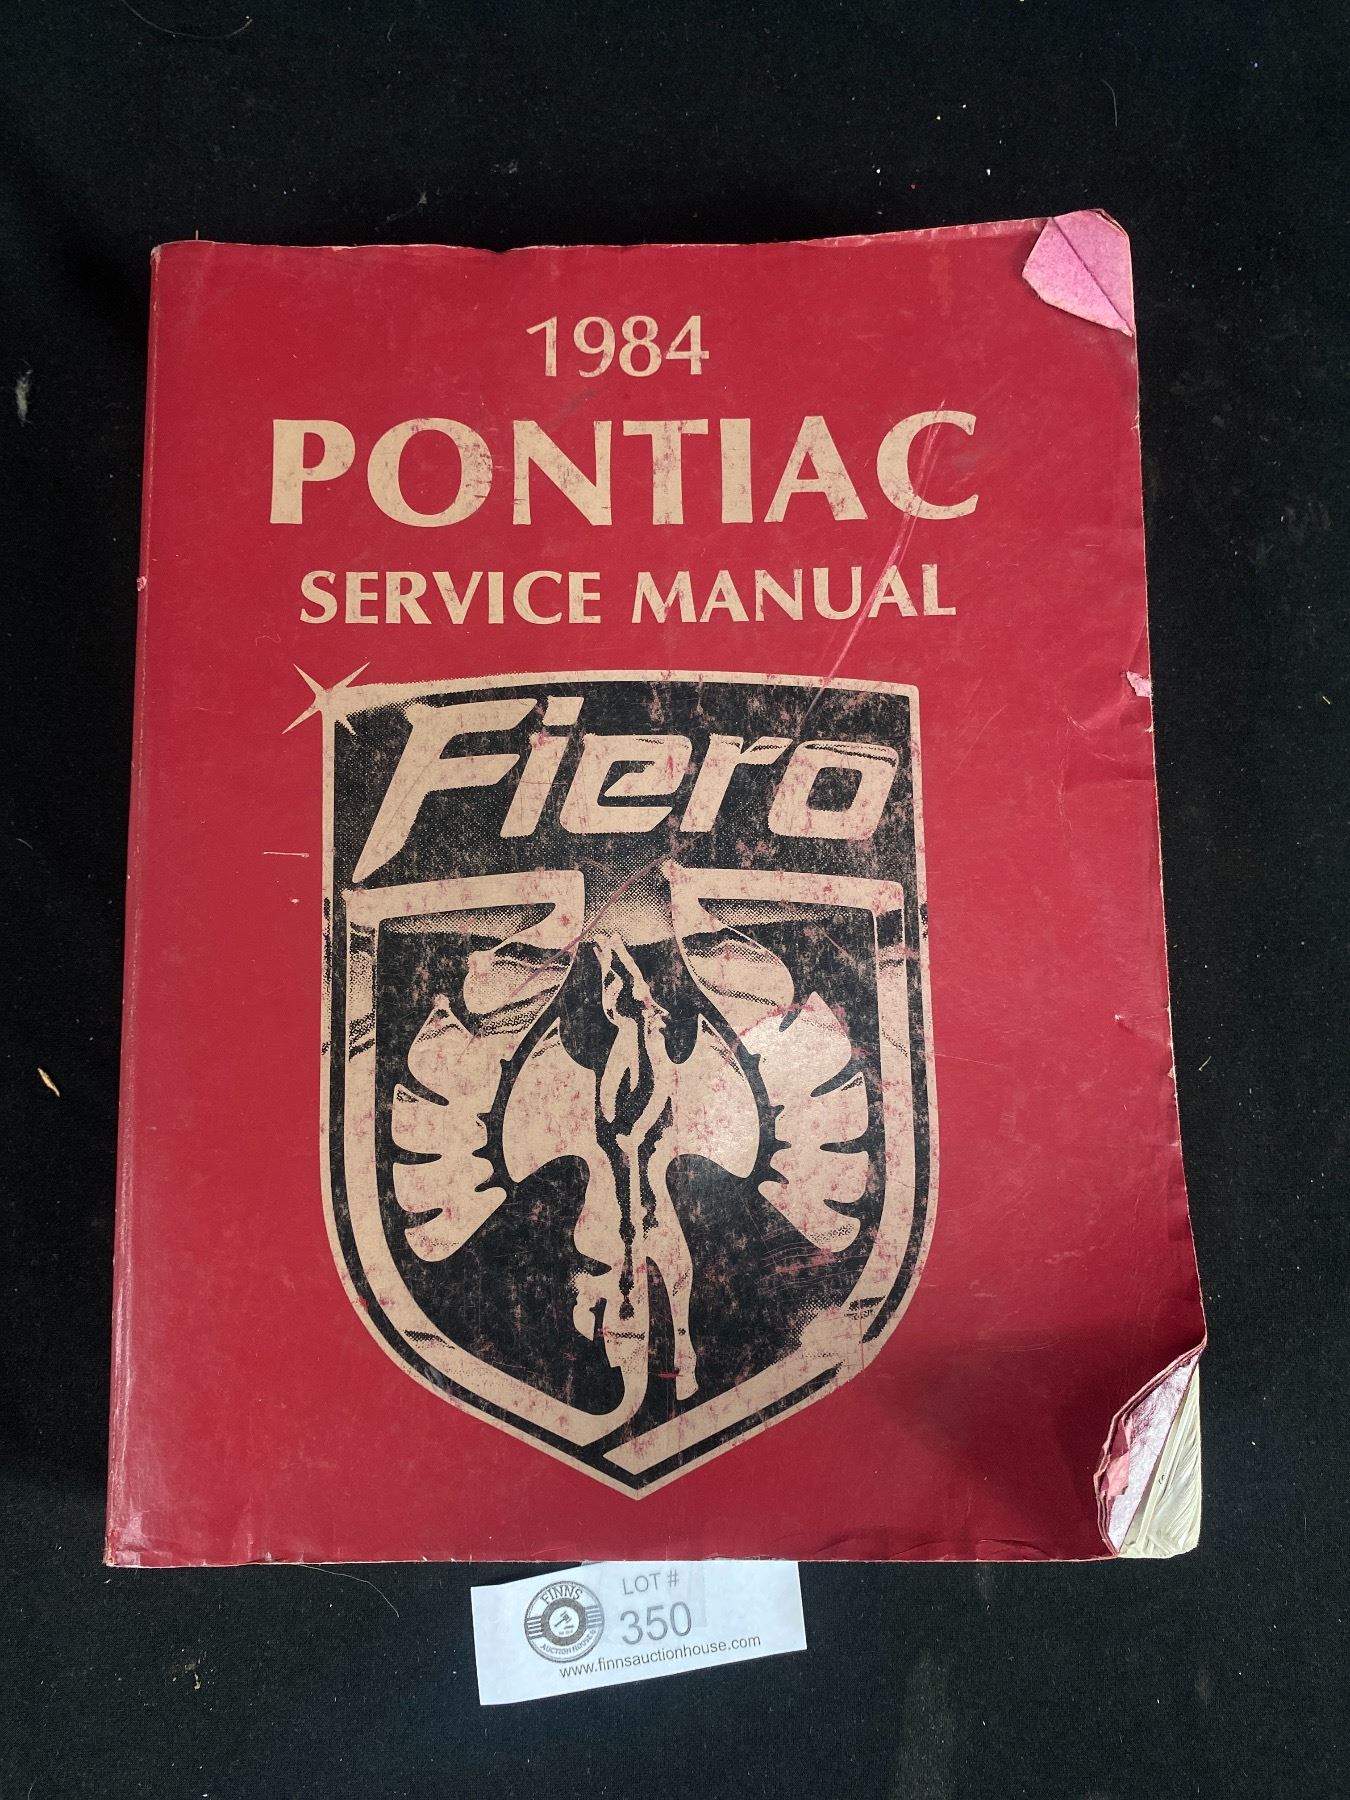 1984
PONTIAC
SERVICE MANUAL
Fiero
LOT #
FINNS
350
AUCTION HOUSE
www.finnsauctionhouse.com